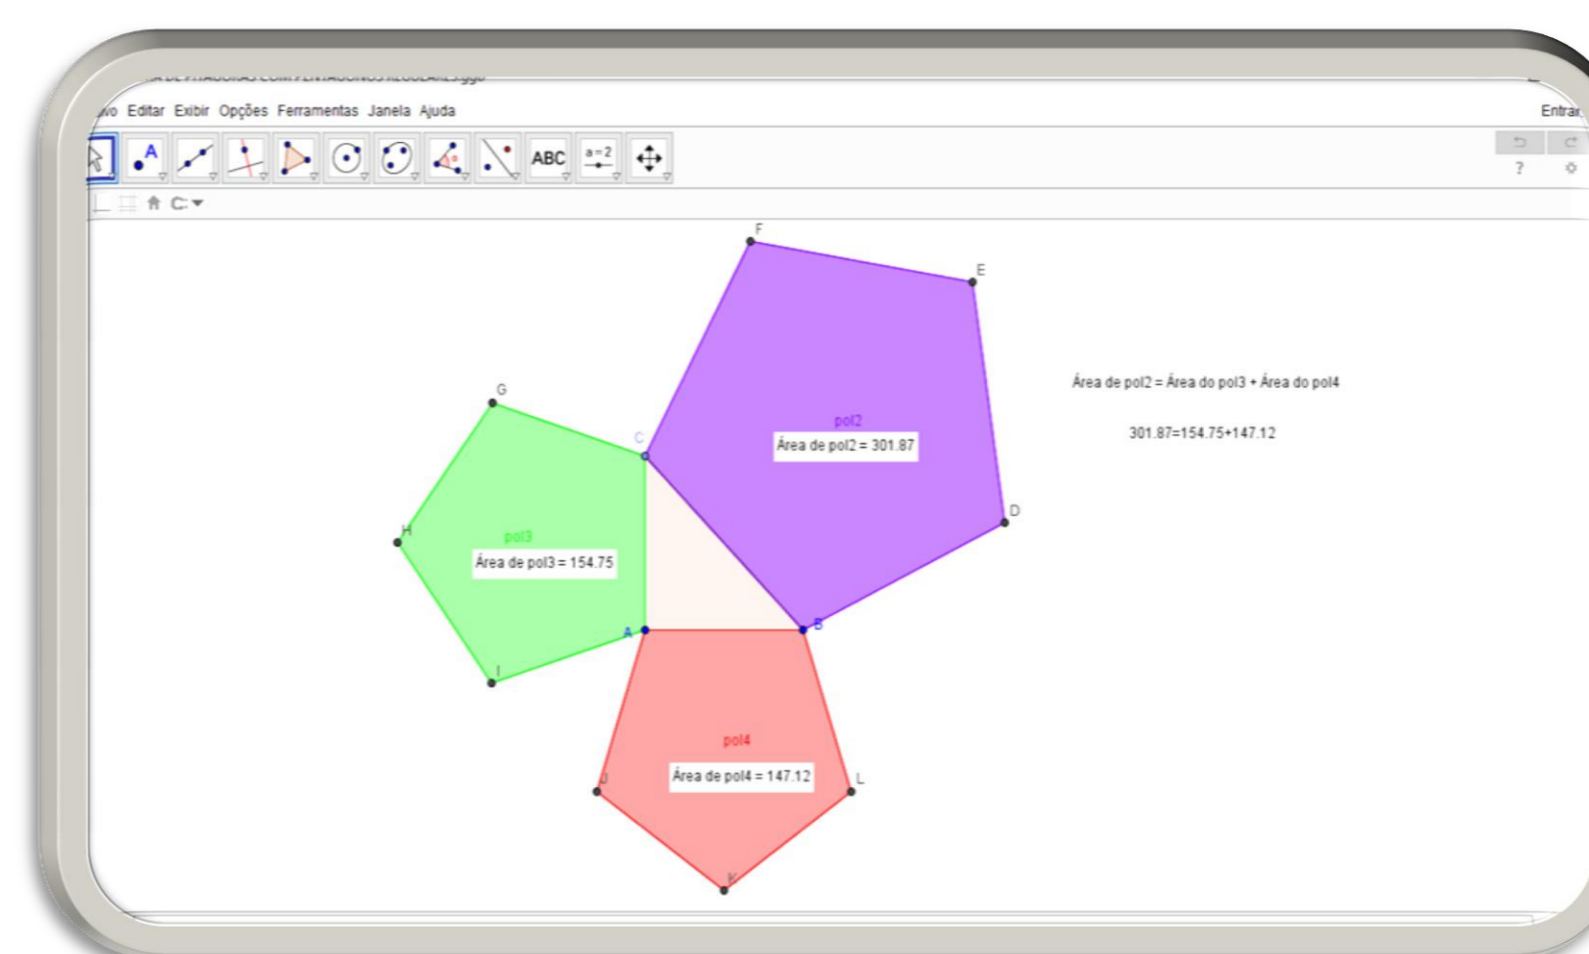 Editar Exibir Opções Ferramentas Janela Ajuda
Entrar
A
ABC
a=2
?
F
E
Área de pol2 = Área do pol3 + Área do pol4
G
pol2
301.87=154.75+147.12
C
Área de pol2 = 301.87
D
H
pol3
Área de pol3 = 154.75
A
B
I
pol4
Área de pol4 = 147.12
J
L
K